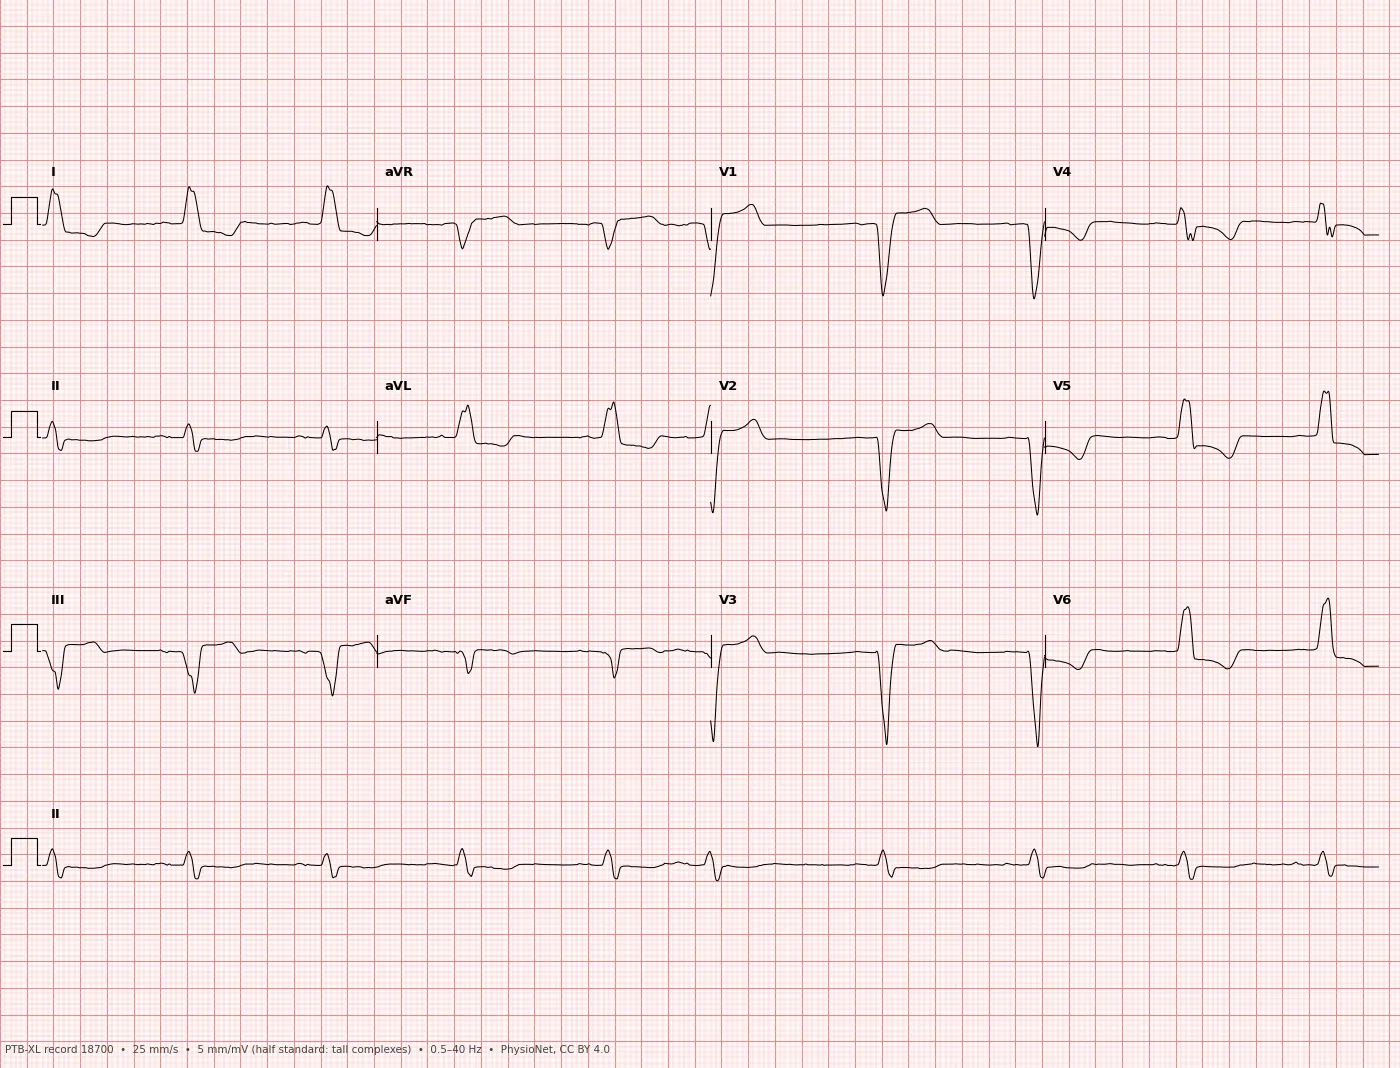 I aVR V1 V4
II aVL V2 V5
III aVF V3 V6
II
PTB-XL record 18700 • 25 mm/s • 5 mm/mV (half standard: tall complexes) • 0.5–40 Hz • PhysioNet, CC BY 4.0